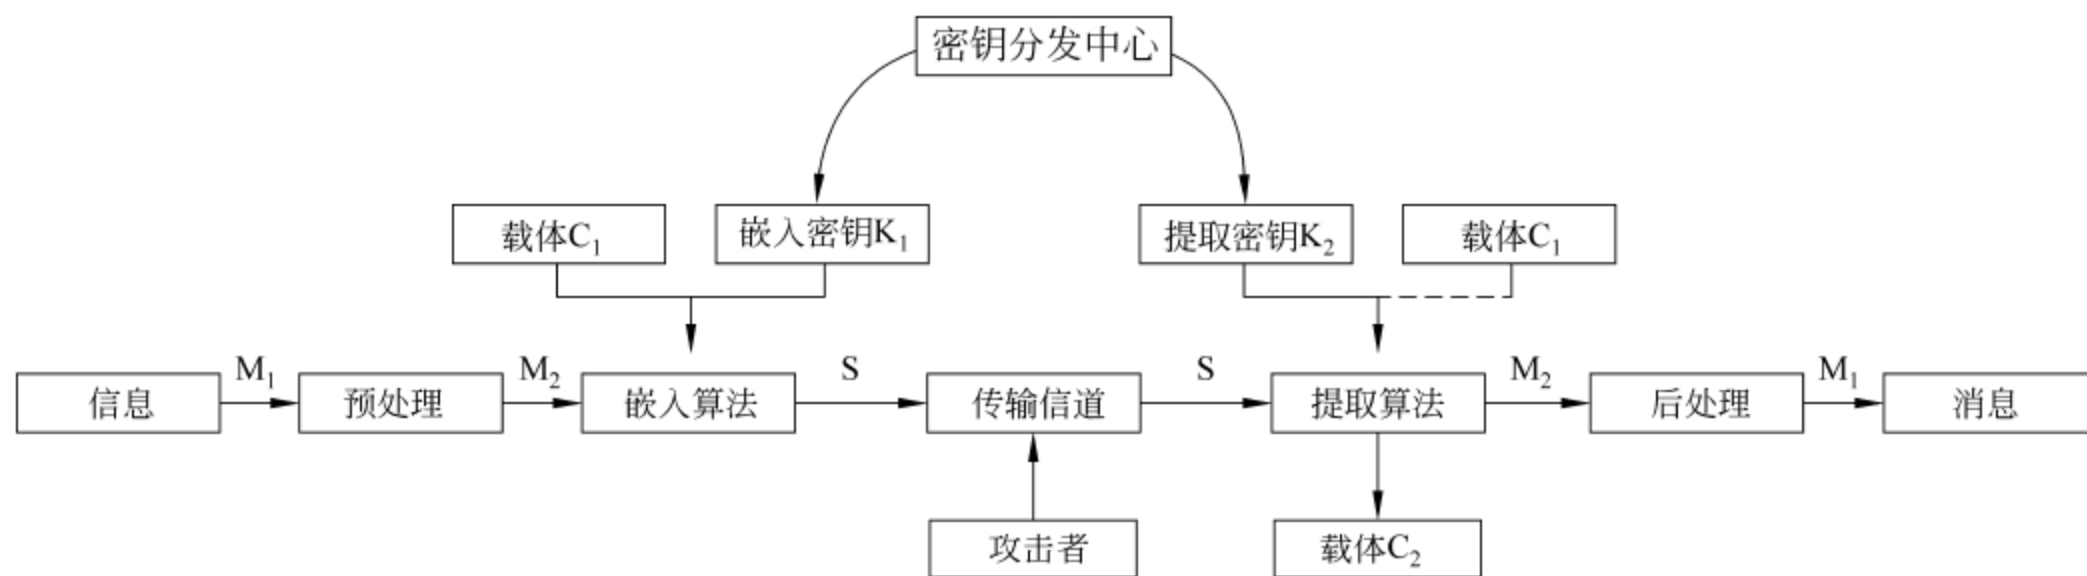 密钥分发中心
载体C₁
嵌入密钥K₁
提取密钥K₂
载体C₁
信息
M₁
预处理
M₂
嵌入算法
S
传输信道
S
提取算法
M₂
后处理
M₁
消息
攻击者
载体C₂